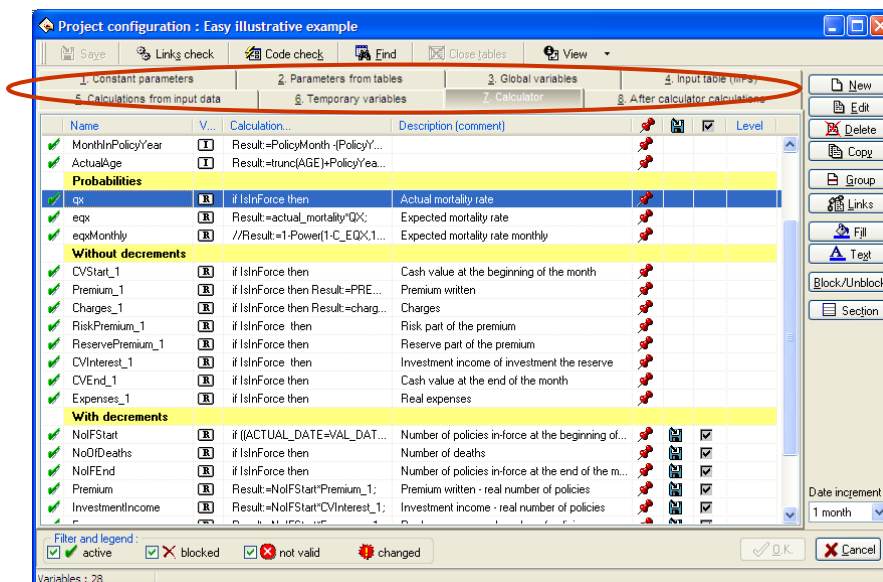 Project configuration : Easy illustrative example
Save Links check Code check Find Close tables View
1. Constant parameters 2. Parameters from tables 3. Global variables 4. Input table (MPs)
5. Calculations from input data 6. Temporary variables 7. Calculator 8. After calculator calculations
Name V... Calculation... Description (comment) Level
MonthInPolicyYear I Result:=PolicyMonth -(PolicyY...
ActualAge I Result:=trunc(AGE)+PolicyYea...
Probabilities
qx R if IsInForce then Actual mortality rate
eqx R Result:=actual_mortality*QX; Expected mortality rate
eqxMonthly R //Result:=1-Power(1-C_EQX,1... Expected mortality rate monthly
Without decrements
CVStart_1 R if IsInForce then Cash value at the beginning of the month
Premium_1 R if IsInForce then Result:=PRE... Premium written
Charges_1 R if IsInForce then Result:=charg... Charges
RiskPremium_1 R if IsInForce then Risk part of the premium
ReservePremium_1 R if IsInForce then Reserve part of the premium
CVInterest_1 R if IsInForce then Investment income of investment the reserve
CVEnd_1 R if IsInForce then Cash value at the end of the month
Expenses_1 R if IsInForce then Real expenses
With decrements
NoIFStart R if ((ACTUAL_DATE=VAL_DAT... Number of policies in-force at the beginning of...
NoOfDeaths R if IsInForce then Number of deaths
NoIFEnd R if IsInForce then Number of policies in-force at the end of the m...
Premium R Result:=NoIFStart*Premium_1; Premium written - real number of policies
InvestmentIncome R Result:=NoIFStart*CVInterest_1; Investment income - real number of policies
New
Edit
Delete
Copy
Group
Links
Fill
Text
Block/Unblock
Section
Date increment
1 month
Filter and legend :
active blocked not valid changed
O.K. Cancel
Variables : 28